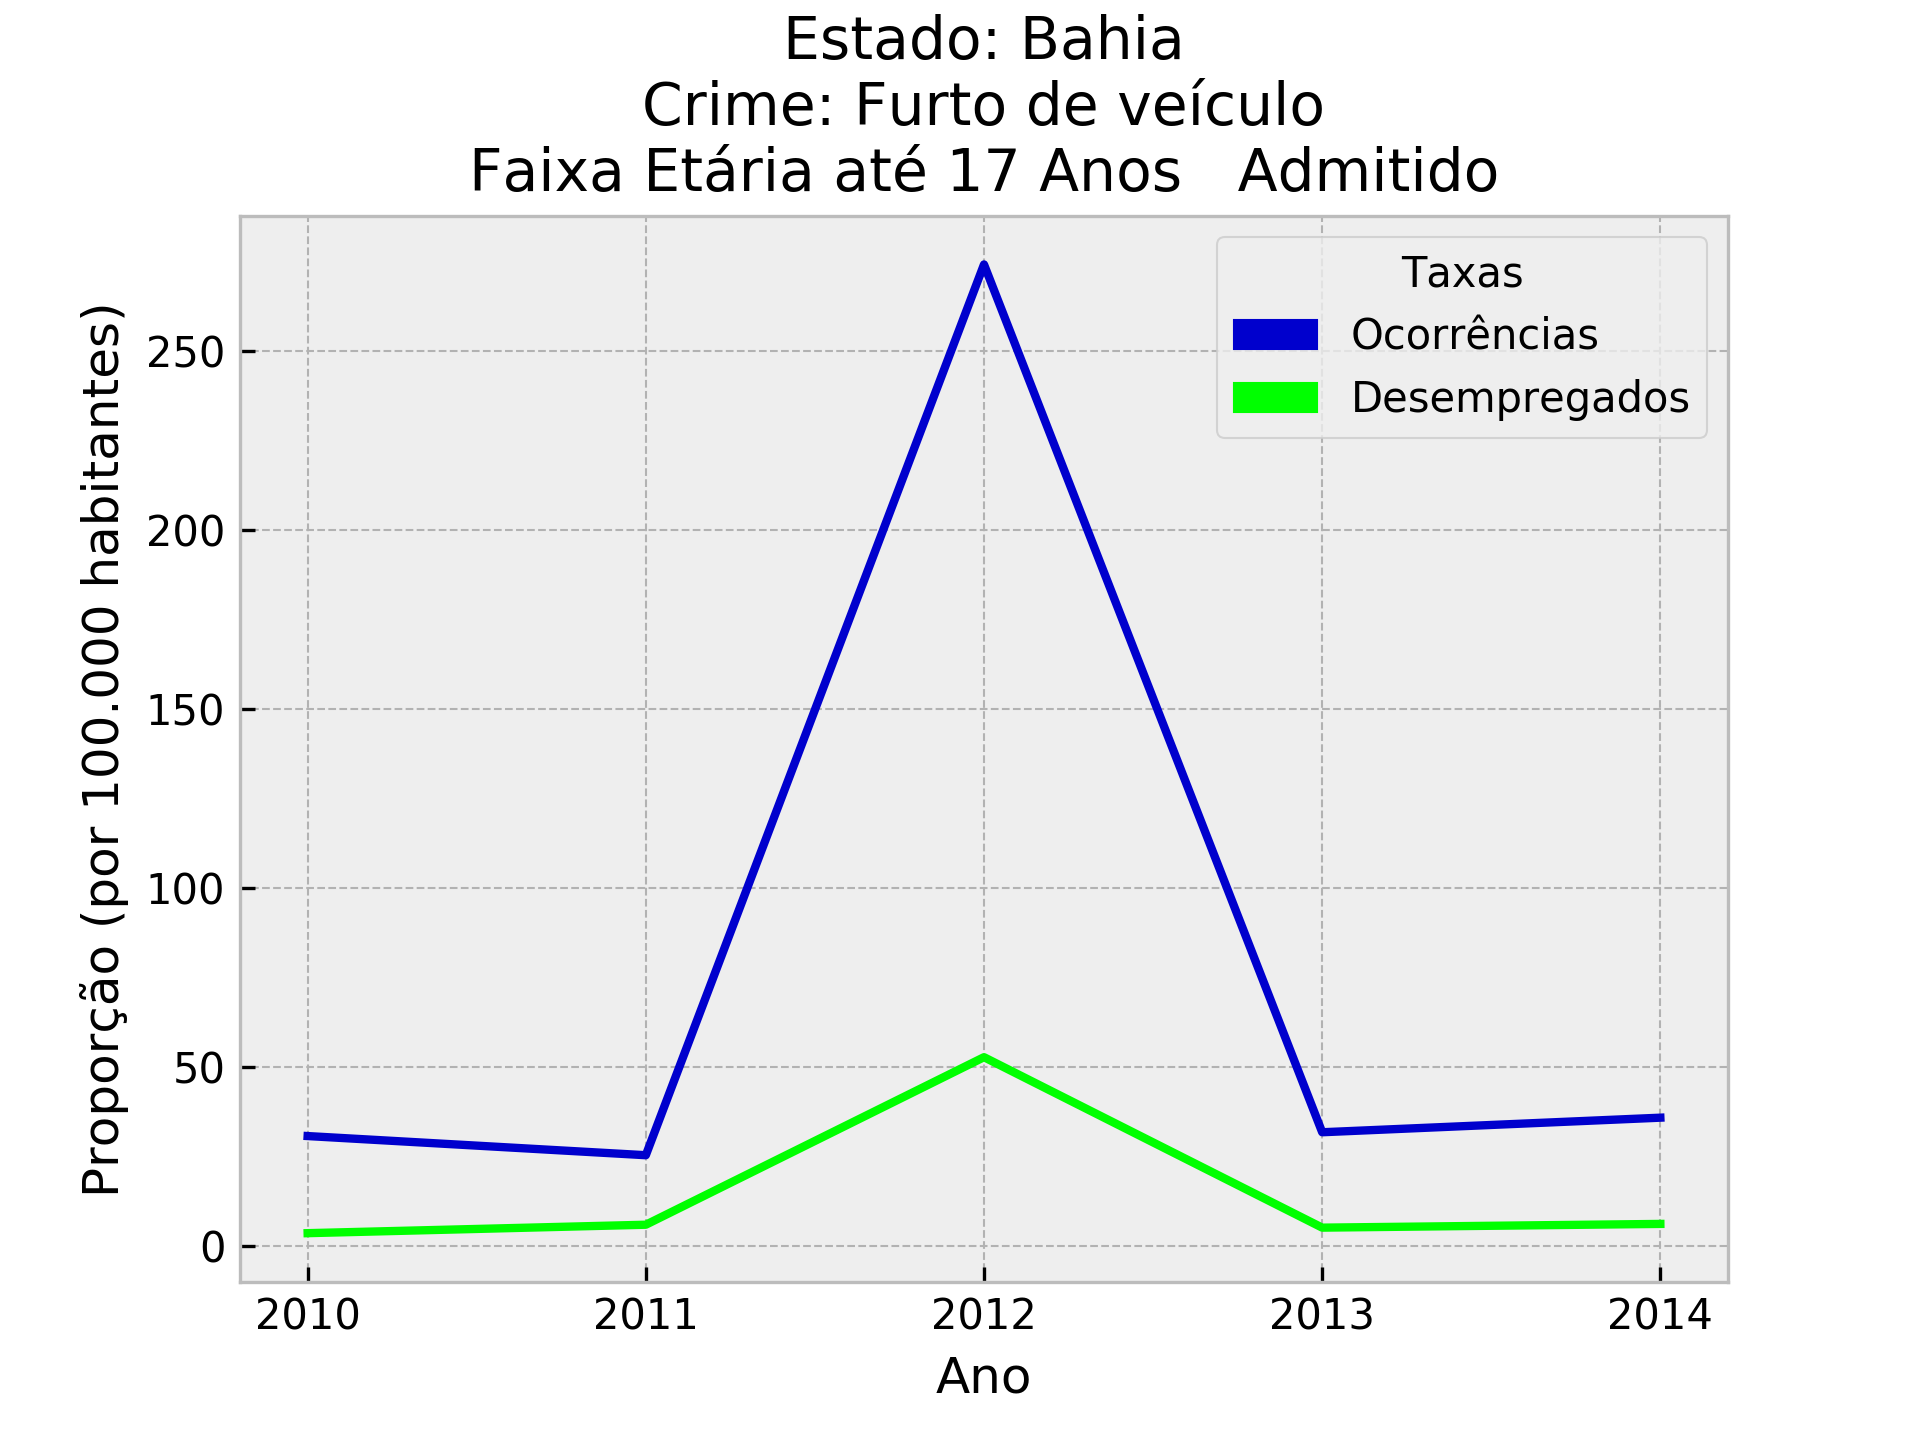 Estado: Bahia
Crime: Furto de veículo
Faixa Etária até 17 Anos   Admitido
Taxas
Ocorrências
Desempregados
Proporção (por 100.000 habitantes)
250
200
150
100
50
0
2010 2011 2012 2013 2014
Ano